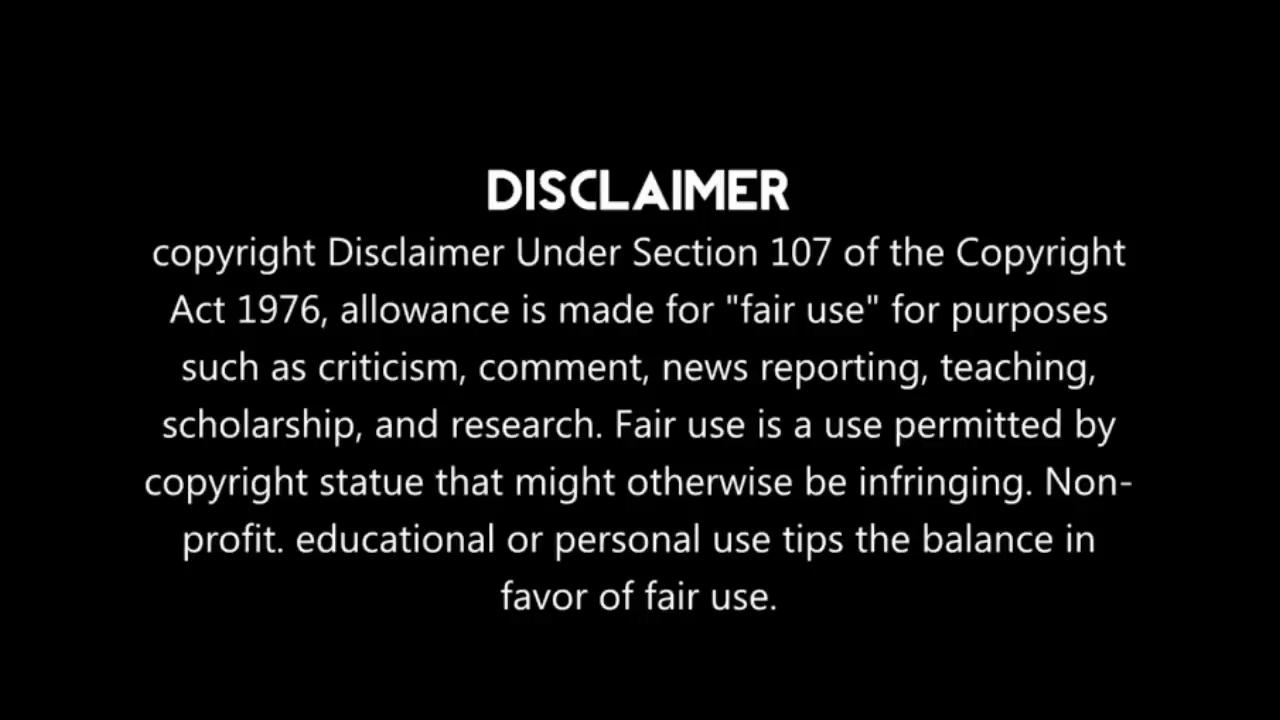 DISCLAIMER
copyright Disclaimer Under Section 107 of the Copyright
Act 1976, allowance is made for "fair use" for purposes
such as criticism, comment, news reporting, teaching,
scholarship, and research. Fair use is a use permitted by
copyright statue that might otherwise be infringing. Non-
profit. educational or personal use tips the balance in
favor of fair use.